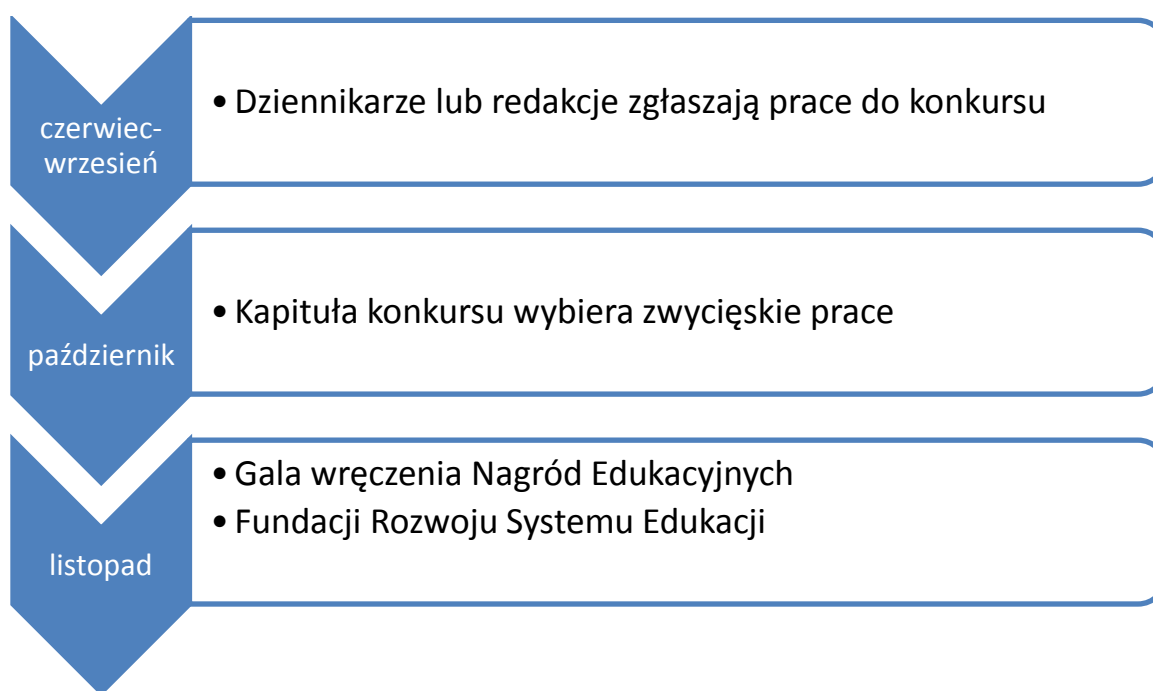 czerwiec-
wrzesień
• Dziennikarze lub redakcje zgłaszają prace do konkursu
październik
• Kapituła konkursu wybiera zwycięskie prace
listopad
• Gala wręczenia Nagród Edukacyjnych
• Fundacji Rozwoju Systemu Edukacji